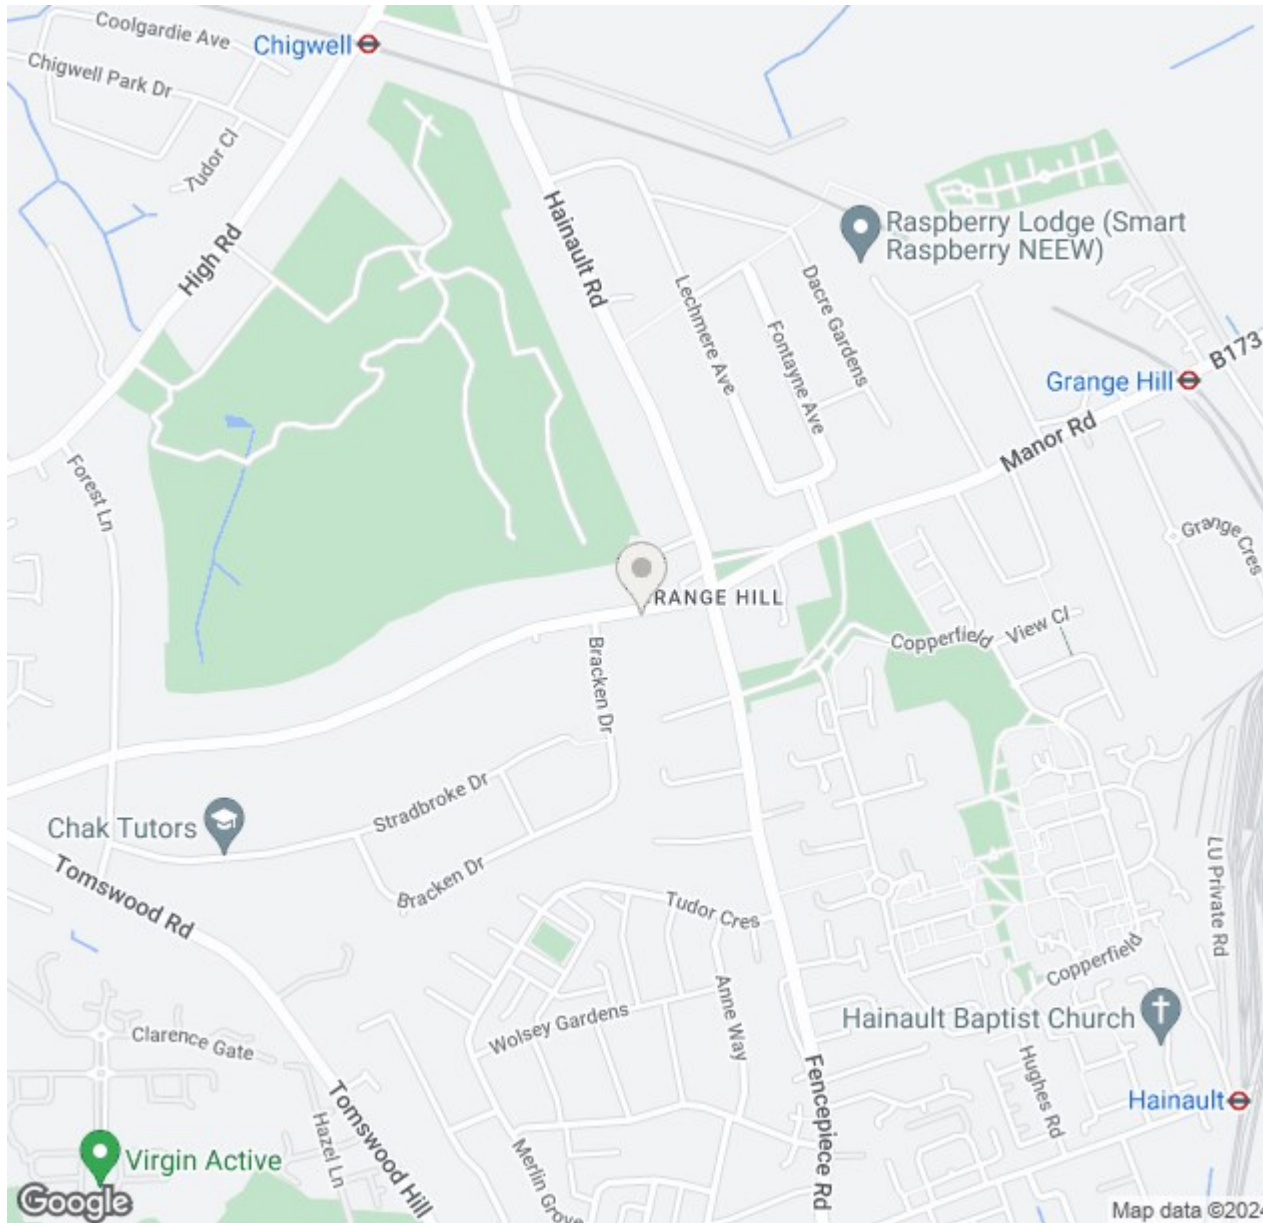 Coolgardie Ave
Chigwell
Chigwell Park Dr
Tudor Cl
High Rd
Hainault Rd
Raspberry Lodge (Smart
Raspberry NEEW)
Lechmere Ave
Dacre Gardens
Fontayne Ave
B173
Grange Hill
Manor Rd
Forest Ln
Grange Cres
RANGE HILL
Copperfield
View Cl
Bracken Dr
Stradbroke Dr
Chak Tutors
Bracken Dr
Tomswood Rd
Tudor Cres
LU Private Rd
Copperfield
Anne Way
Wolsey Gardens
Hainault Baptist Church
Clarence Gate
Fencepiece Rd
Hughes Rd
Hainault
Tomswood Hill
Hazel Ln
Merlin Grove
Virgin Active
Google
Map data ©2024